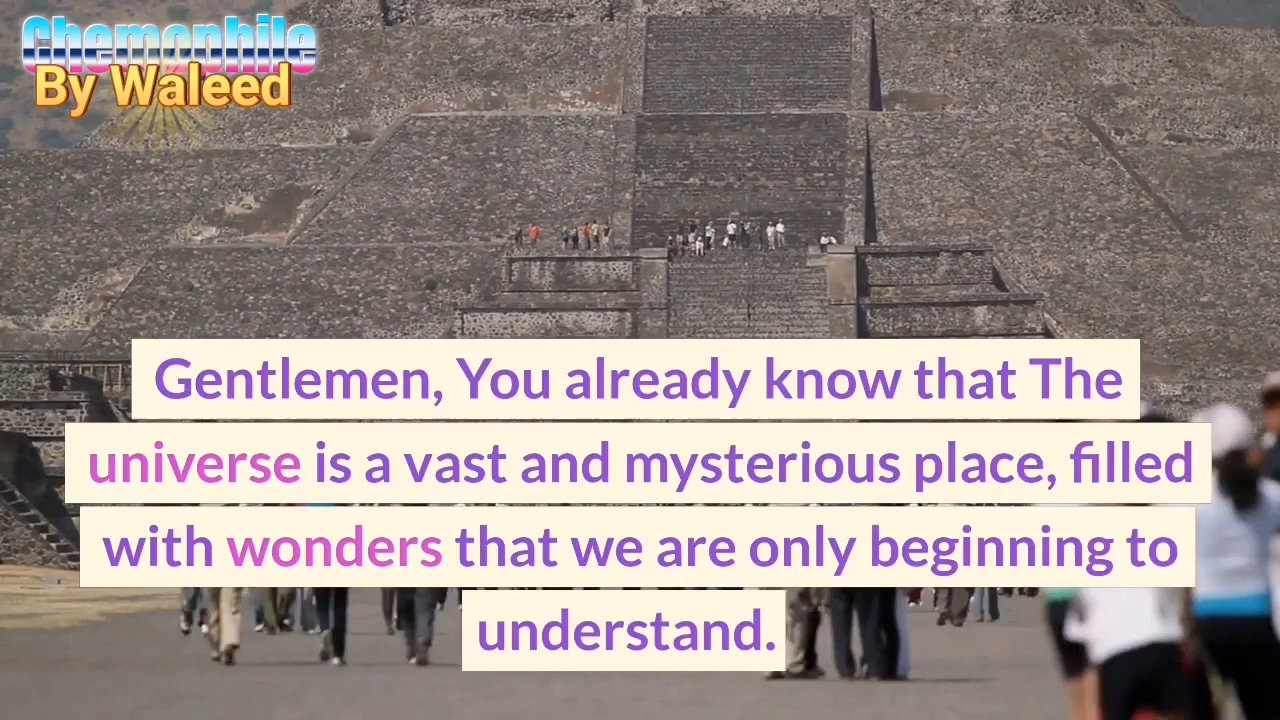 Chemophile
By Waleed
Gentlemen, You already know that The
universe is a vast and mysterious place, filled
with wonders that we are only beginning to
understand.